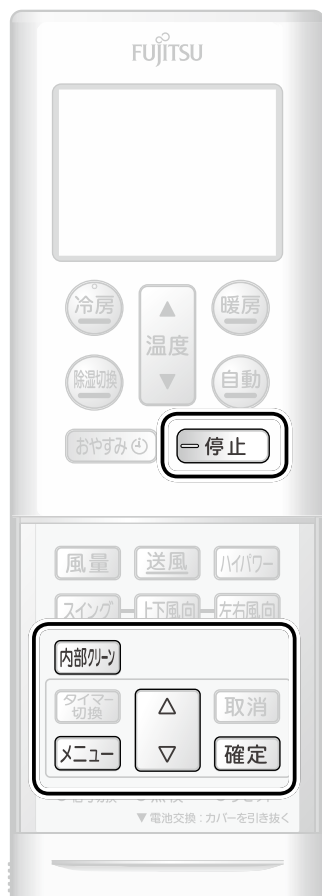 FUJITSU
冷房
▲
暖房
温度
除湿切換
▼
自動
おやすみ
停止
風量
送風
ハイパワー
スイング
上下風向
左右風向
内部クリーン
タイマー
切換
△
取消
メニュー
▽
確定
▼電池交換：カバーを引き抜く